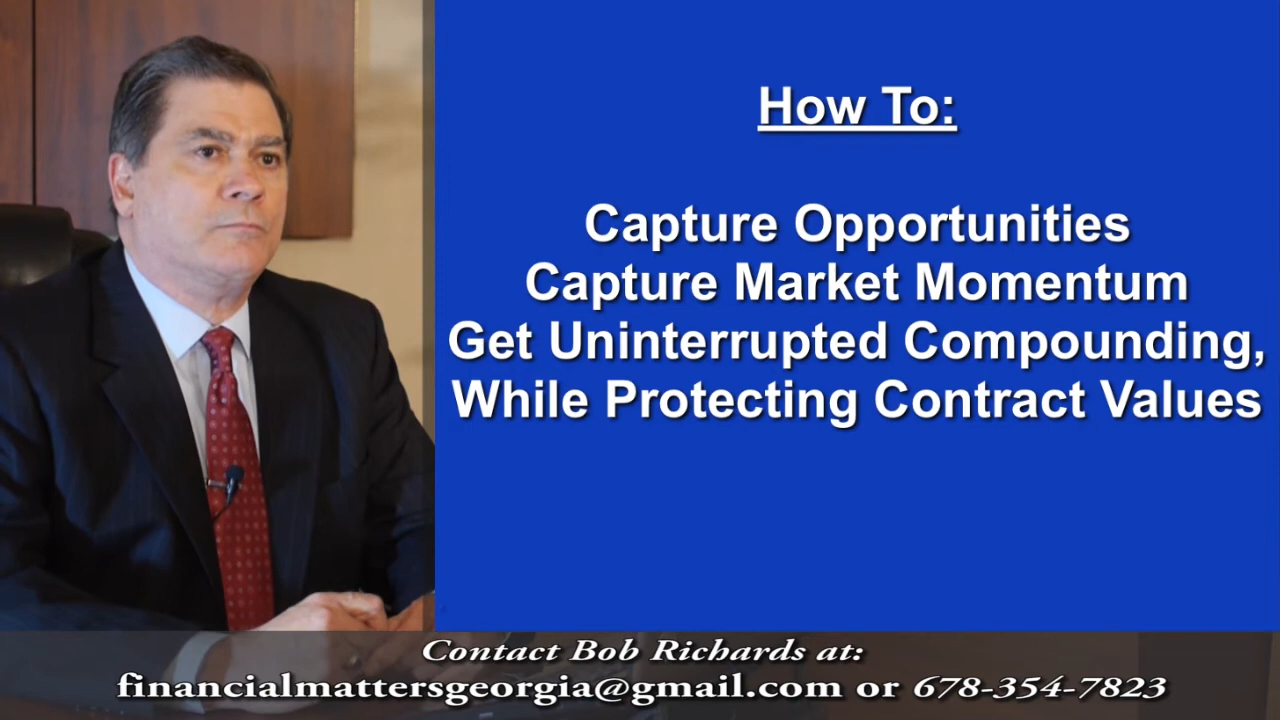 How To:
Capture Opportunities
Capture Market Momentum
Get Uninterrupted Compounding,
While Protecting Contract Values
Contact Bob Richards at:
financialmattersgeorgia@gmail.com or 678-354-7823